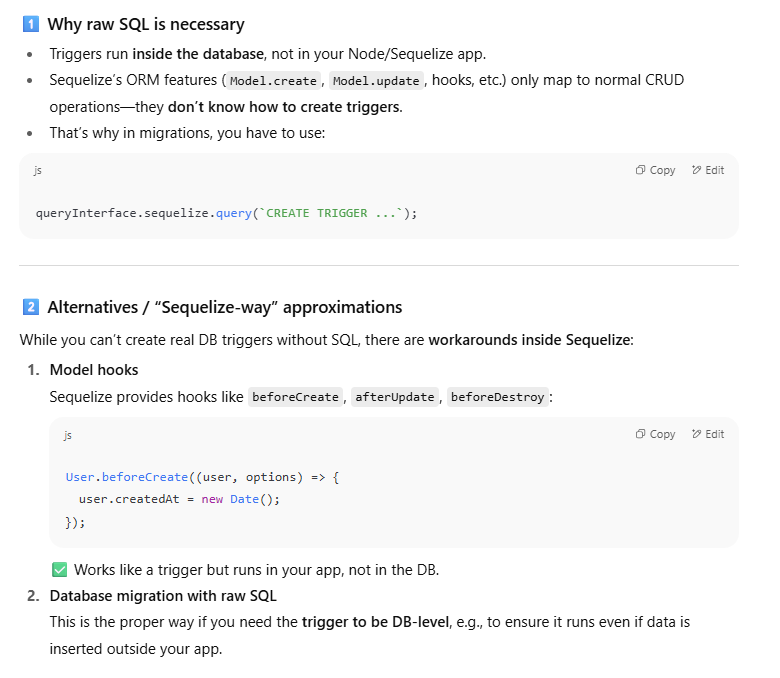 1 Why raw SQL is necessary
• Triggers run inside the database, not in your Node/Sequelize app.
• Sequelize’s ORM features (Model.create, Model.update, hooks, etc.) only map to normal CRUD
operations—they don’t know how to create triggers.
• That’s why in migrations, you have to use:
js Copy Edit
queryInterface.sequelize.query(`CREATE TRIGGER ...`);
2 Alternatives / “Sequelize-way” approximations
While you can’t create real DB triggers without SQL, there are workarounds inside Sequelize:
1. Model hooks
Sequelize provides hooks like beforeCreate, afterUpdate, beforeDestroy:
js Copy Edit
User.beforeCreate((user, options) => {
  user.createdAt = new Date();
});
✅ Works like a trigger but runs in your app, not in the DB.
2. Database migration with raw SQL
This is the proper way if you need the trigger to be DB-level, e.g., to ensure it runs even if data is
inserted outside your app.